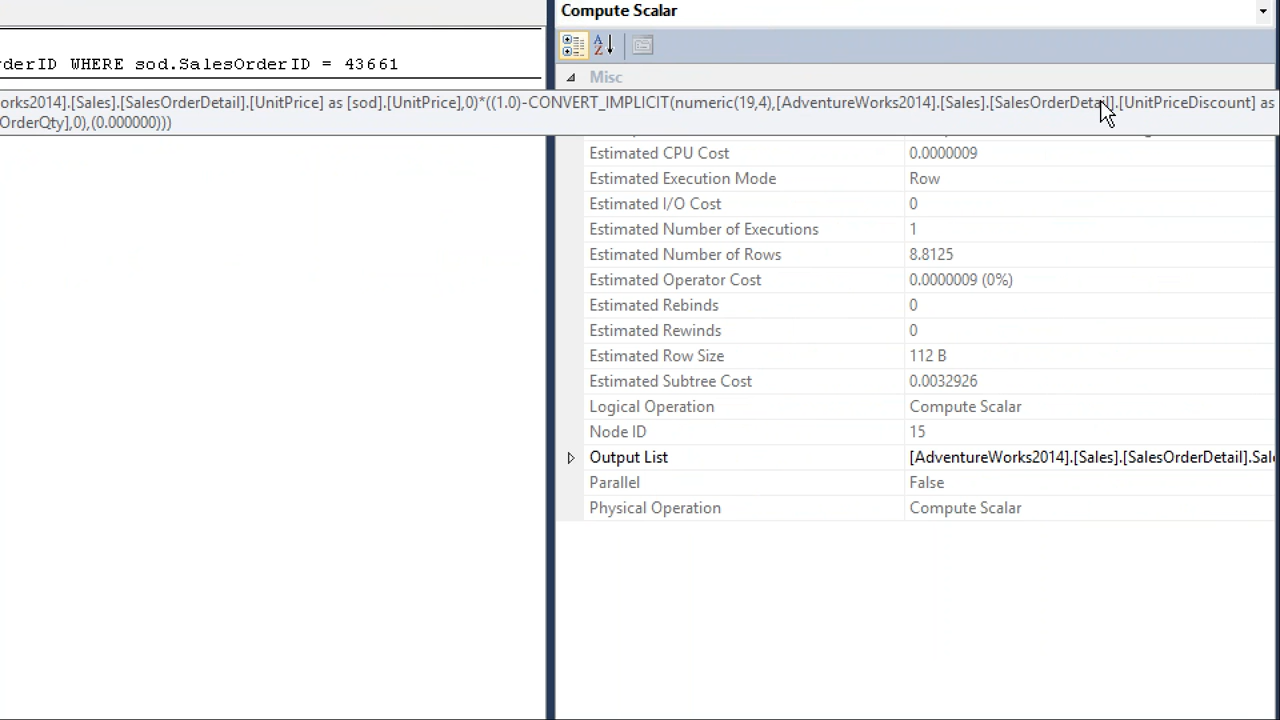 Compute Scalar
rderID WHERE sod.SalesOrderID = 43661
Misc
orks2014].[Sales].[SalesOrderDetail].[UnitPrice] as [sod].[UnitPrice],0)*((1.0)-CONVERT_IMPLICIT(numeric(19,4),[AdventureWorks2014].[Sales].[SalesOrderDetail].[UnitPriceDiscount] as
OrderQty],0),(0.000000)))
Estimated CPU Cost 0.0000009
Estimated Execution Mode Row
Estimated I/O Cost 0
Estimated Number of Executions 1
Estimated Number of Rows 8.8125
Estimated Operator Cost 0.0000009 (0%)
Estimated Rebinds 0
Estimated Rewinds 0
Estimated Row Size 112 B
Estimated Subtree Cost 0.0032926
Logical Operation Compute Scalar
Node ID 15
Output List [AdventureWorks2014].[Sales].[SalesOrderDetail].Sale
Parallel False
Physical Operation Compute Scalar